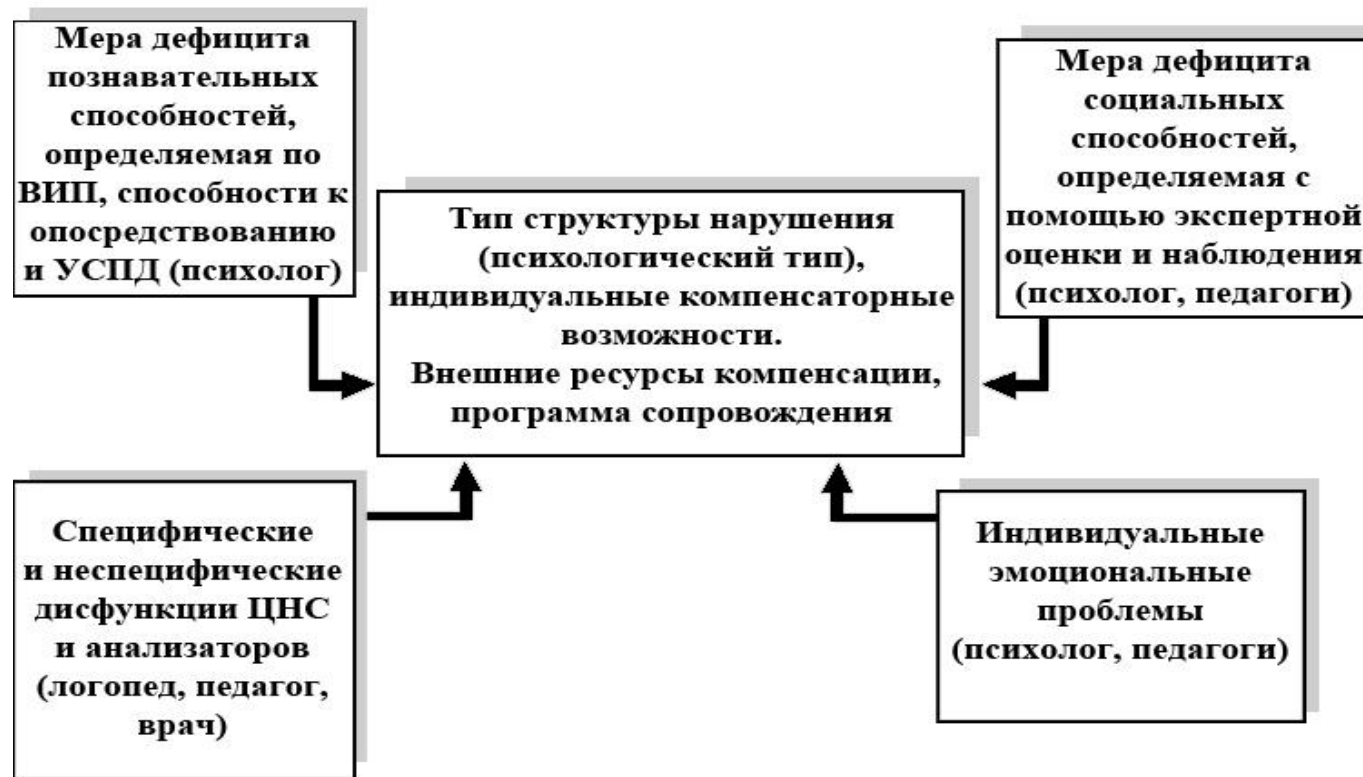 Мера дефицита
познавательных
способностей,
определяемая по
ВИП, способности к
опосредствованию
и УСПД (психолог)
Мера дефицита
социальных
способностей,
определяемая с
помощью экспертной
оценки и наблюдения
(психолог, педагоги)
Тип структуры нарушения
(психологический тип),
индивидуальные компенсаторные
возможности.
Внешние ресурсы компенсации,
программа сопровождения
Специфические
и неспецифические
дисфункции ЦНС
и анализаторов
(логопед, педагог,
врач)
Индивидуальные
эмоциональные
проблемы
(психолог, педагоги)